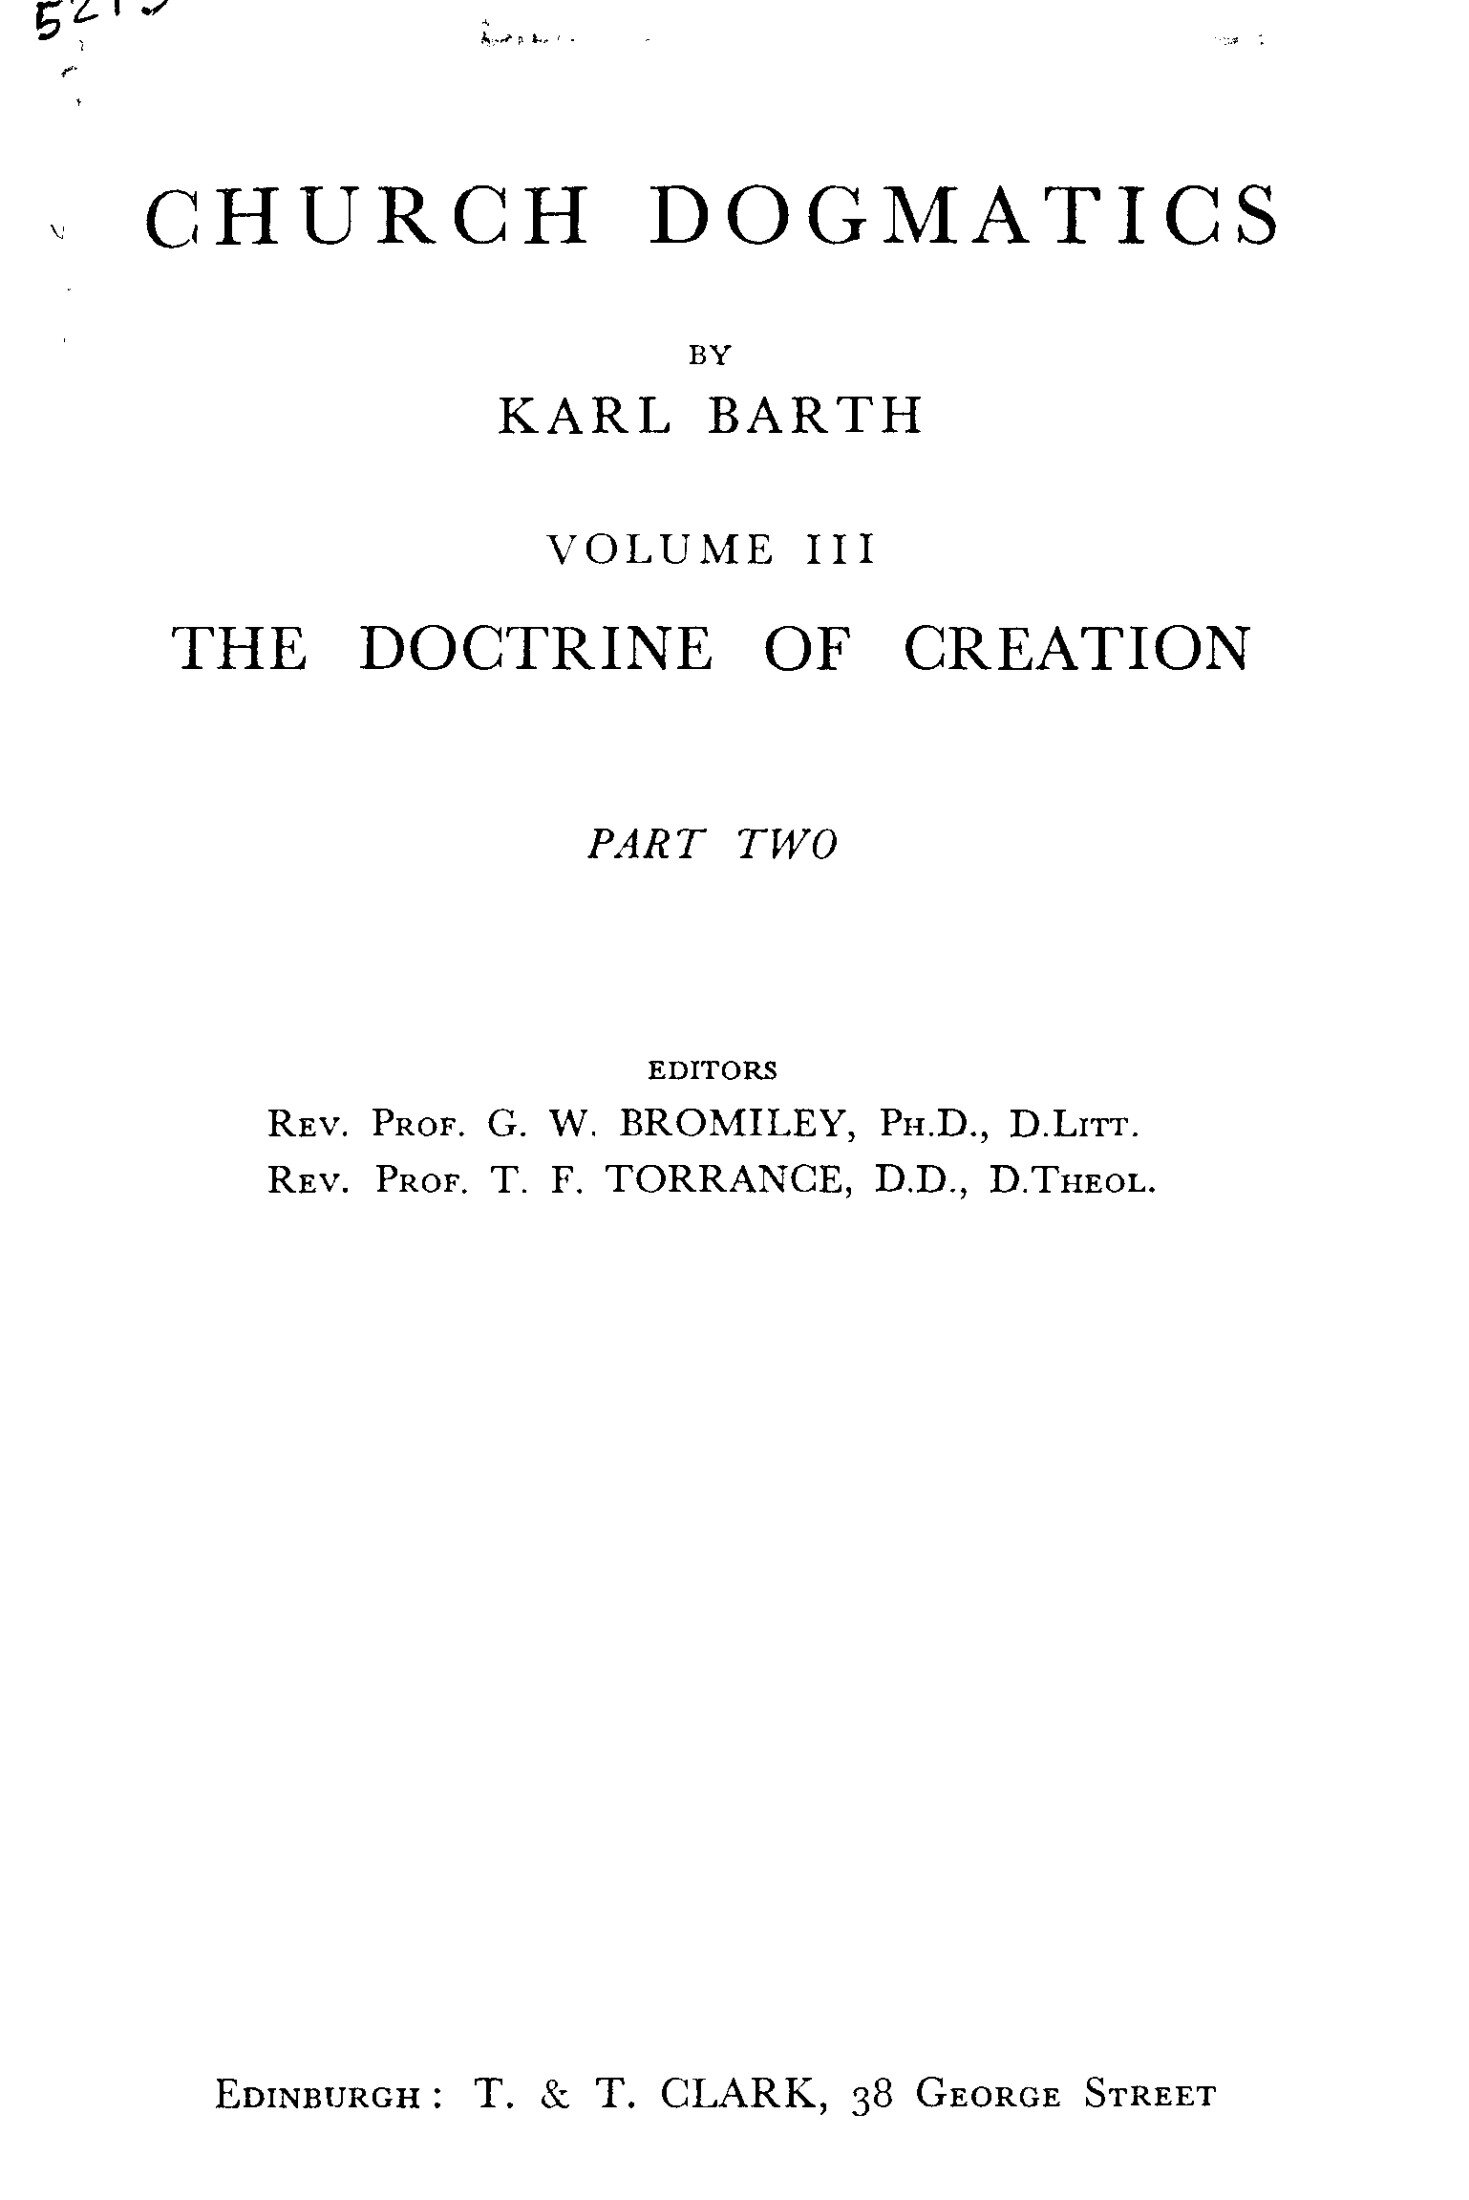 CHURCH DOGMATICS
BY
KARL BARTH
VOLUME III
THE DOCTRINE OF CREATION
PART TWO
EDITORS
REV. PROF. G. W. BROMILEY, PH.D., D.LITT.
REV. PROF. T. F. TORRANCE, D.D., D.THEOL.
EDINBURGH: T. & T. CLARK, 38 GEORGE STREET